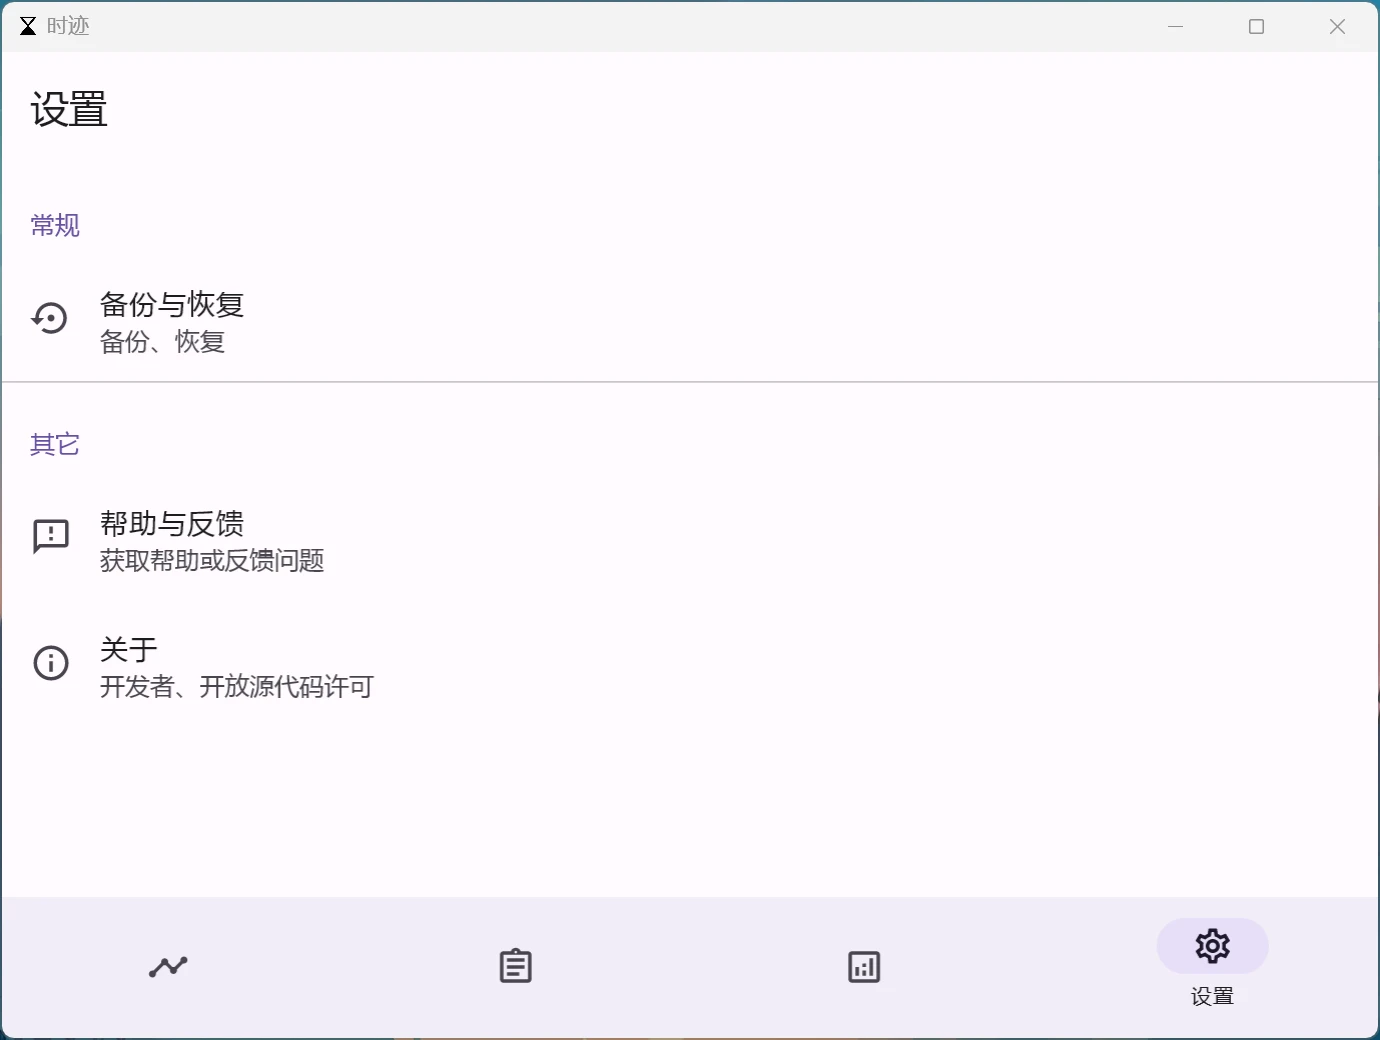 时迹
设置
常规
备份与恢复
备份、恢复
其它
帮助与反馈
获取帮助或反馈问题
关于
开发者、开放源代码许可
设置